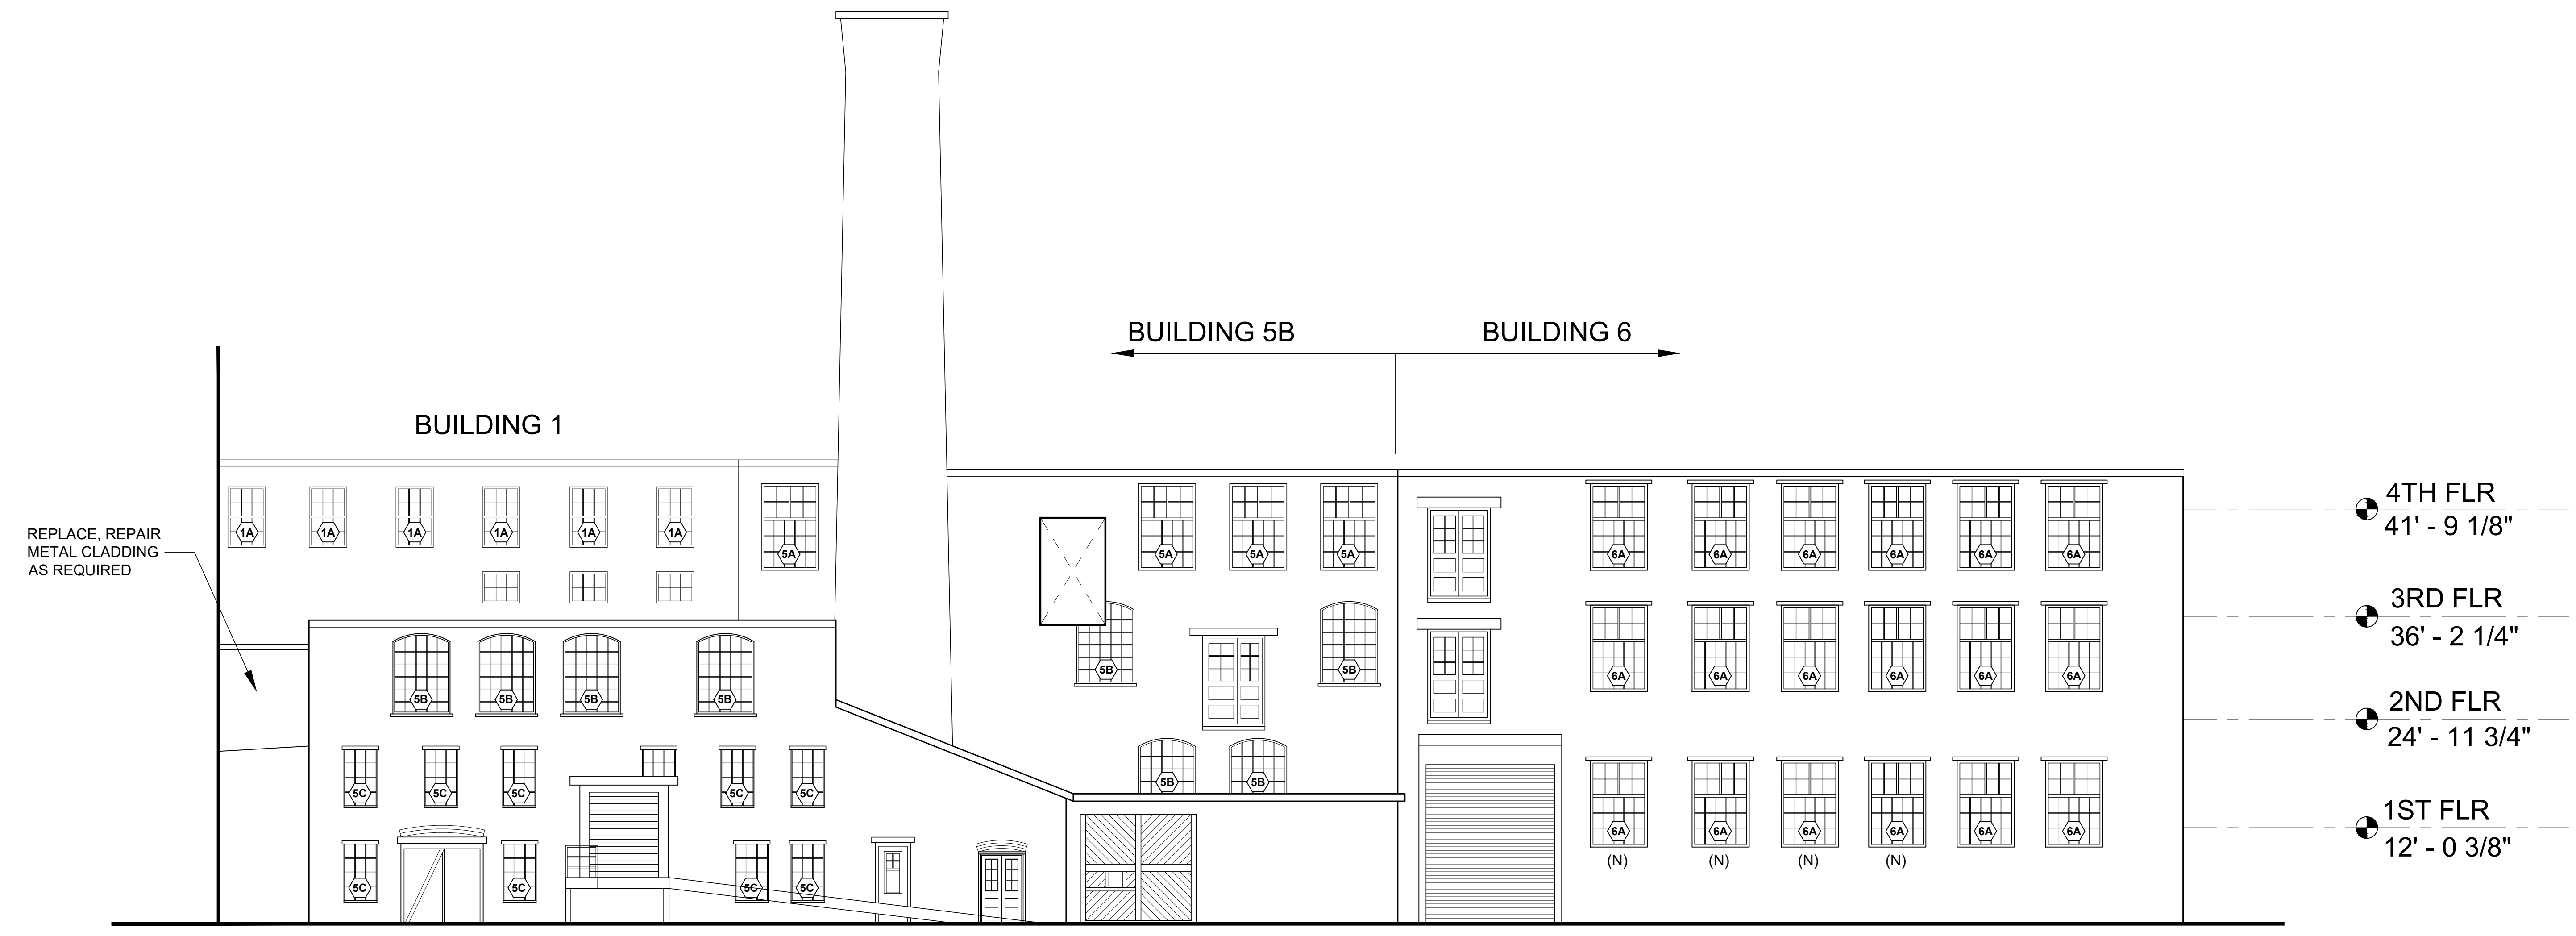 BUILDING 5B
BUILDING 6
BUILDING 1
1A 1A 1A 1A 1A 1A
5A 5A 5A 5A
6A 6A 6A 6A 6A 6A
4TH FLR
41' - 9 1/8"
REPLACE, REPAIR
METAL CLADDING
AS REQUIRED
3RD FLR
36' - 2 1/4"
5B 5B 5B 5B
5B 5B
6A 6A 6A 6A 6A 6A
2ND FLR
24' - 11 3/4"
5C 5C 5C 5C 5C
5B 5B
1ST FLR
12' - 0 3/8"
6A 6A 6A 6A 6A 6A
(N) (N) (N) (N)
5C 5C 5C 5C